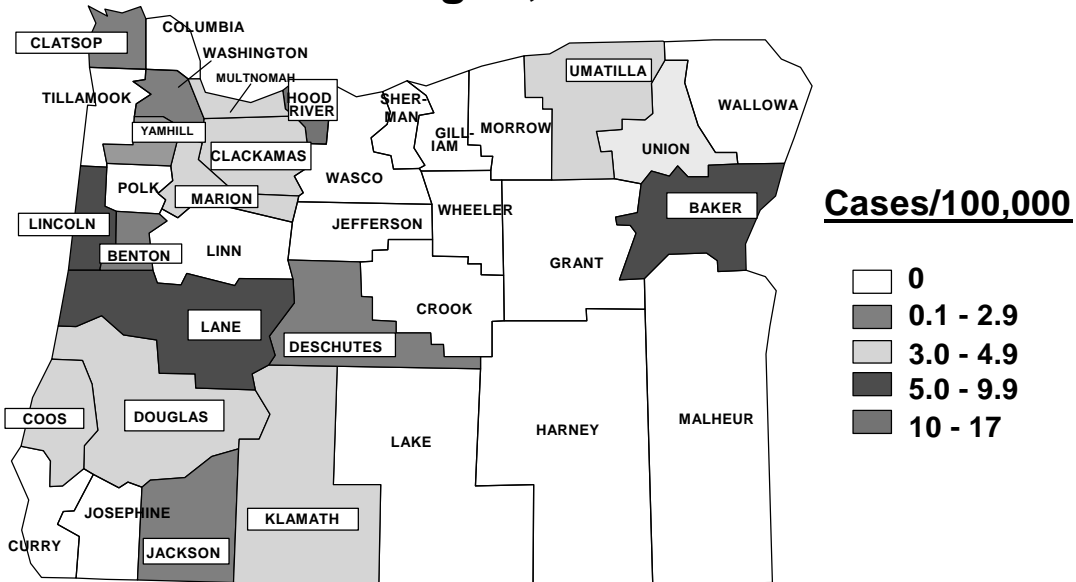 COLUMBIA
CLATSOP
WASHINGTON
MULTNOMAH
TILLAMOOK
HOOD
RIVER
SHER-
MAN
UMATILLA
WALLOWA
YAMHILL
GILL-
IAM
MORROW
UNION
CLACKAMAS
WASCO
POLK
MARION
WHEELER
BAKER
LINCOLN
JEFFERSON
BENTON
LINN
GRANT
CROOK
LANE
DESCHUTES
COOS
DOUGLAS
LAKE
HARNEY
MALHEUR
JOSEPHINE
KLAMATH
CURRY
JACKSON
Cases/100,000
0
0.1 - 2.9
3.0 - 4.9
5.0 - 9.9
10 - 17